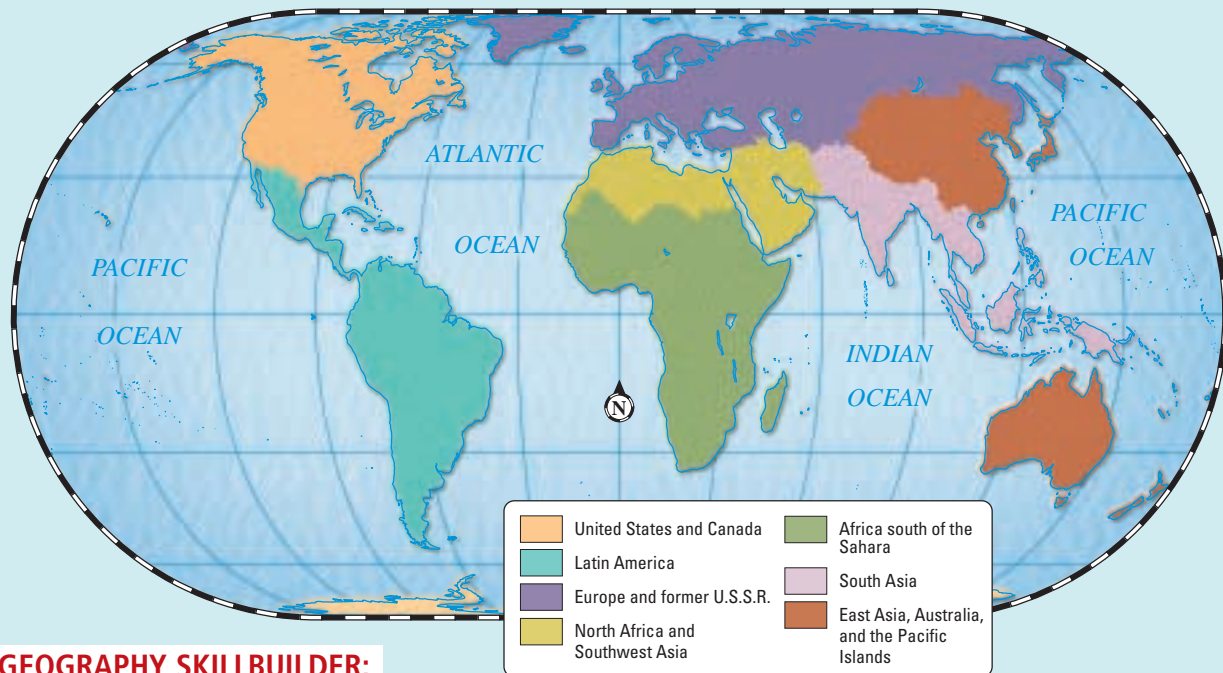 ATLANTIC
OCEAN
PACIFIC
OCEAN
PACIFIC
OCEAN
INDIAN
OCEAN
N
United States and Canada
Latin America
Europe and former U.S.S.R.
North Africa and
Southwest Asia
Africa south of the
Sahara
South Asia
East Asia, Australia,
and the Pacific
Islands
GEOGRAPHY SKILLBUILDER: